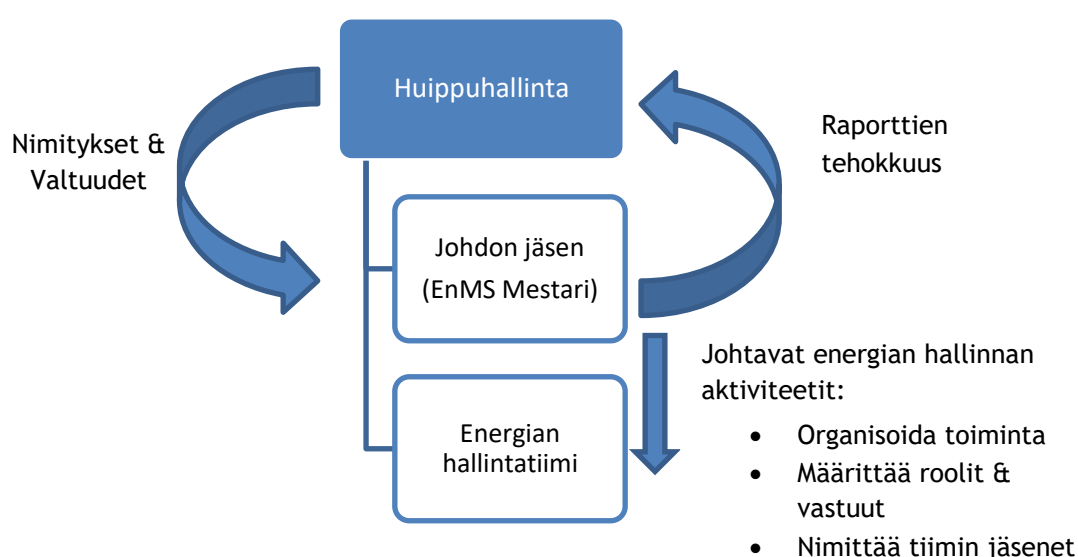 Huippuhallinta
Nimitykset &
Valtuudet
Raporttien
tehokkuus
Johdon jäsen
(EnMS Mestari)
Johtavat energian hallinnan
aktiviteetit:
• Organisoida toiminta
• Määrittää roolit &
vastuut
• Nimittää tiimin jäsenet
Energian
hallintatiimi